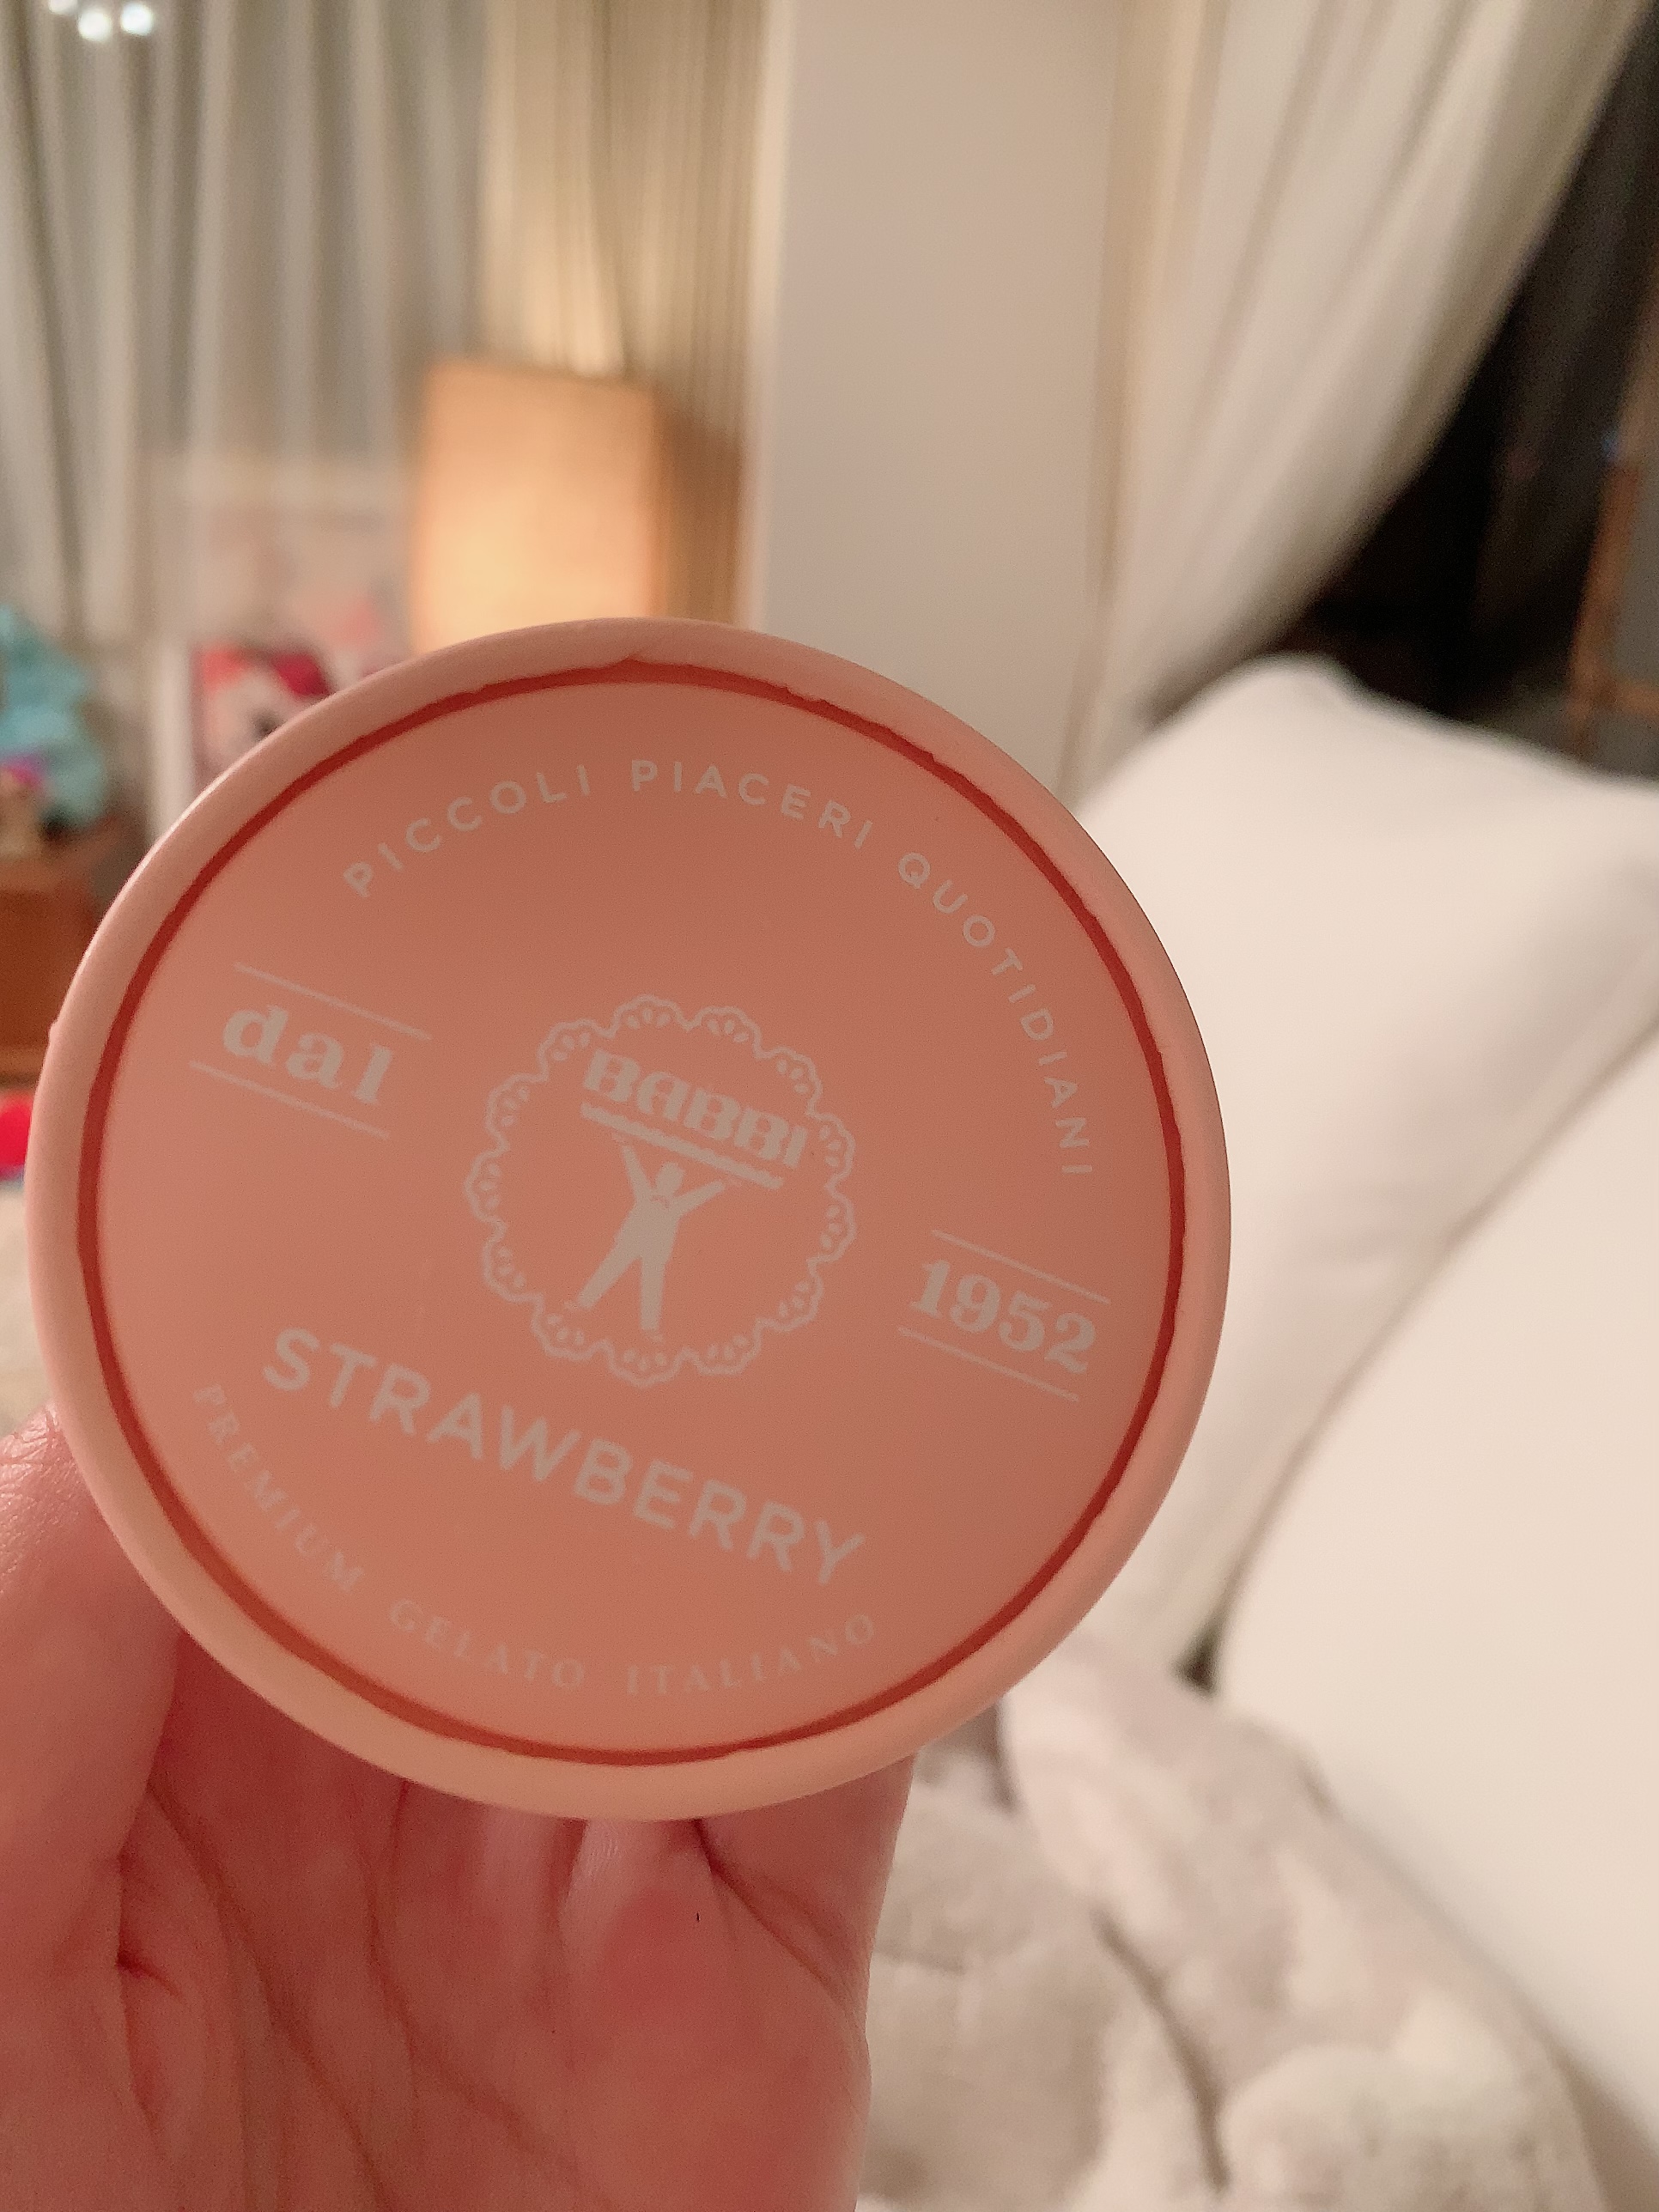 PICCOLI PIACERI QUOTIDIANI
dal
BABBI
1952
STRAWBERRY
PREMIUM GELATO ITALIANO